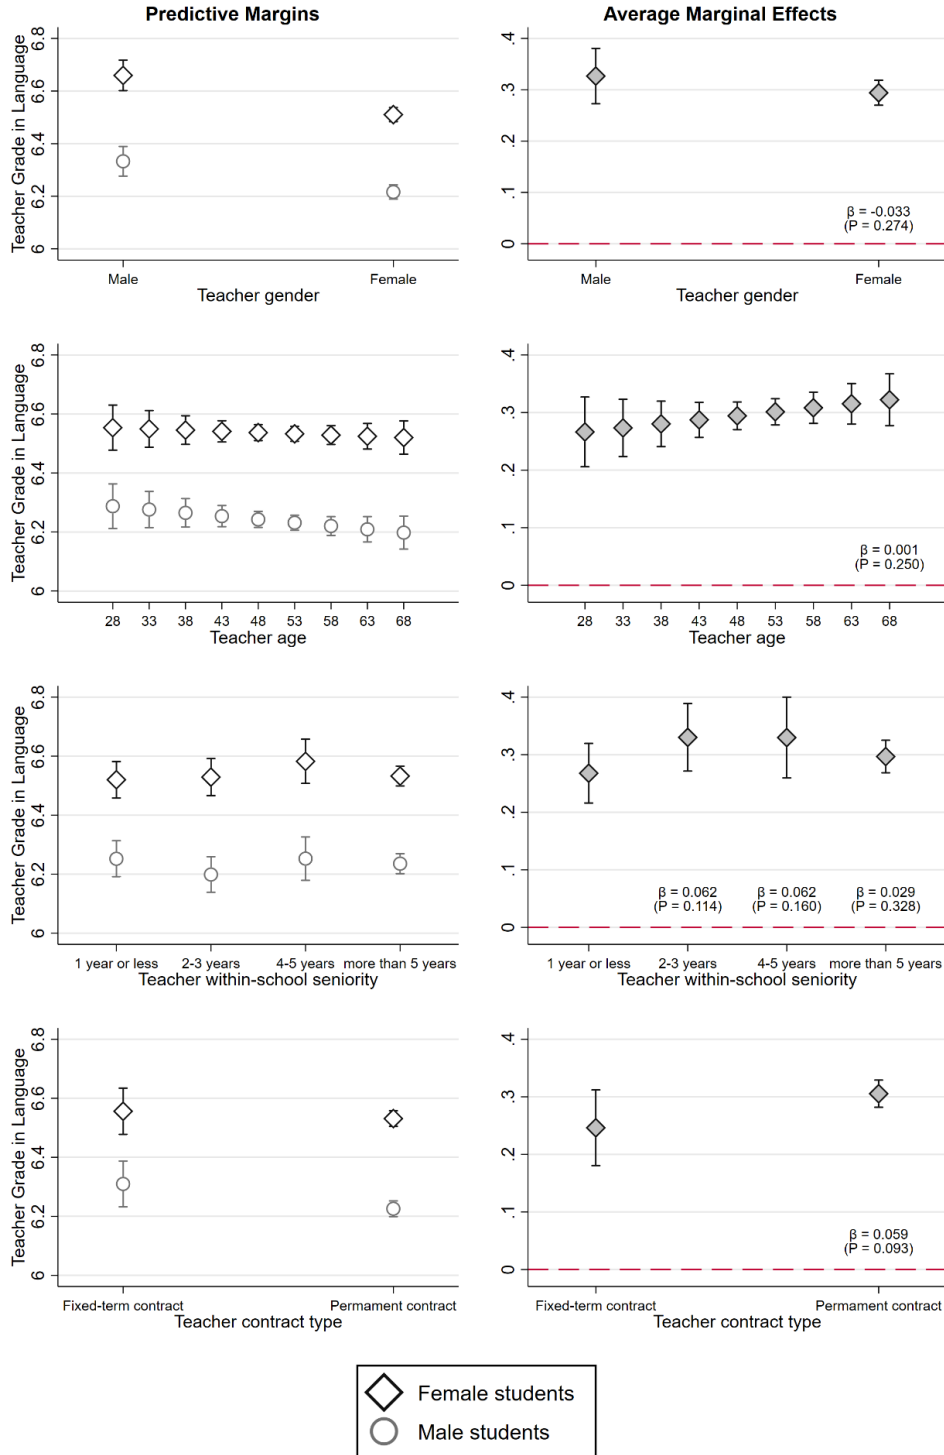 Predictive Margins
Average Marginal Effects
Teacher Grade in Language
6.8
6.6
6.4
6.2
6
Male
Female
Teacher gender
.4
.3
.2
.1
0
β = -0.033
(P = 0.274)
Male
Female
Teacher gender
Teacher Grade in Language
6.8
6.6
6.4
6.2
6
28 33 38 43 48 53 58 63 68
Teacher age
.4
.3
.2
.1
0
β = 0.001
(P = 0.250)
28 33 38 43 48 53 58 63 68
Teacher age
Teacher Grade in Language
6.8
6.6
6.4
6.2
6
1 year or less 2-3 years 4-5 years more than 5 years
Teacher within-school seniority
.4
.3
.2
.1
0
β = 0.062
(P = 0.114)
β = 0.062
(P = 0.160)
β = 0.029
(P = 0.328)
1 year or less 2-3 years 4-5 years more than 5 years
Teacher within-school seniority
Teacher Grade in Language
6.8
6.6
6.4
6.2
6
Fixed-term contract Permament contract
Teacher contract type
.4
.3
.2
.1
0
β = 0.059
(P = 0.093)
Fixed-term contract Permament contract
Teacher contract type
Female students
Male students